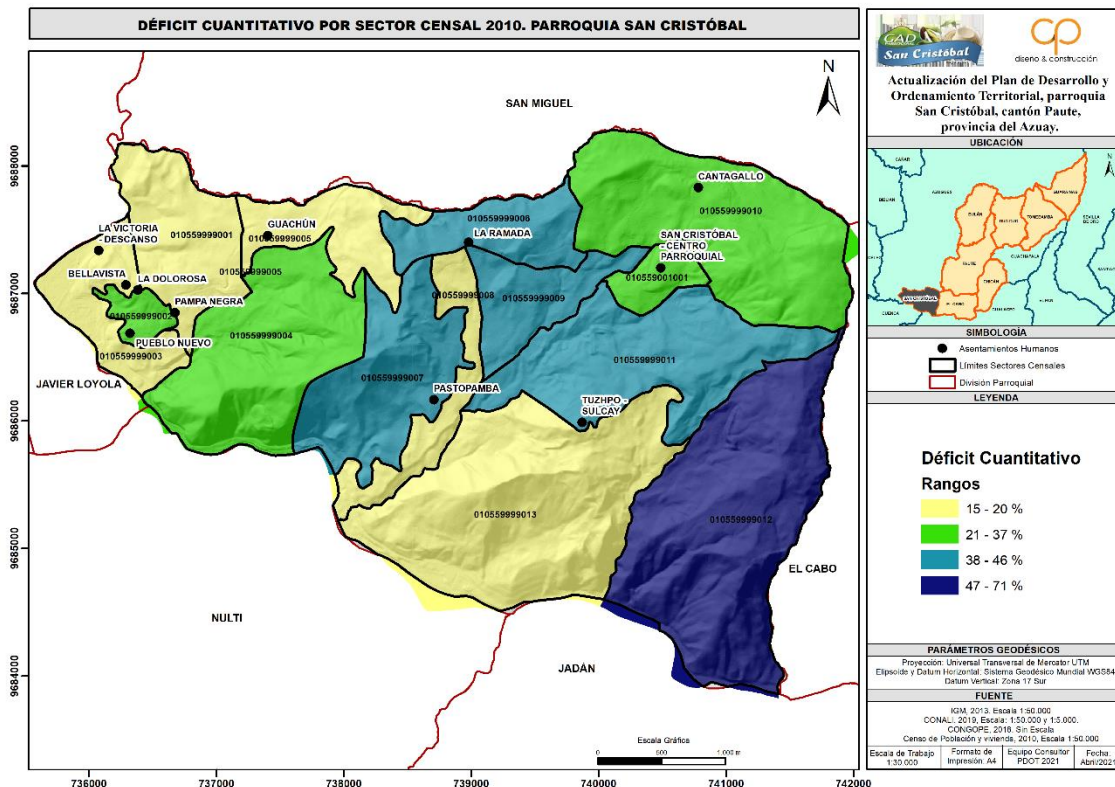 DÉFICIT CUANTITATIVO POR SECTOR CENSAL 2010. PARROQUIA SAN CRISTÓBAL
N
SAN MIGUEL
CANTAGALLO
010559999010
010559999006
LA RAMADA
SAN CRISTÓBAL
- CENTRO
PARROQUIAL
010559001001
GUACHÚN
010559999005
LA VICTORIA
- DESCANSO
010559999001
010559999005
BELLAVISTA
LA DOLOROSA
PAMPA NEGRA
010559999002
PUEBLO NUEVO
010559999003
010559999004
010559999008
010559999009
010559999011
010559999007
PASTOPAMBA
TUZHPO -
SULCAY
JAVIER LOYOLA
010559999013
010559999012
EL CABO
NULTI
JADÁN
9688000
9687000
9686000
9685000
9684000
Escala Gráfica
0
500
1.000 m
736000
737000
738000
739000
740000
741000
742000
GAD
San Cristóbal
cp
diseno & construcción
Actualización del Plan de Desarrollo y
Ordenamiento Territorial, parroquia
San Cristóbal, cantón Paute,
provincia del Azuay.
UBICACIÓN
N
SAN CRISTOBAL
CUENCA
SIMBOLOGÍA
Asentamientos Humanos
Límites Sectores Censales
División Parroquial
LEYENDA
Déficit Cuantitativo
Rangos
15 - 20 %
21 - 37 %
38 - 46 %
47 - 71 %
PARÁMETROS GEODÉSICOS
Proyección: Universal Transversal de Mercator UTM
Elipsoide y Datum Horizontal: Sistema Geodésico Mundial WGS84
Datum Vertical: Zona 17 Sur
FUENTE
IGM, 2013. Escala 1:50.000
CONALI. 2019, Escala: 1:50.000 y 1:5.000.
CONGOPE, 2018. Sin Escala
Censo de Población y vivienda, 2010, Escala 1:50.000
Escala de Trabajo
1:30.000
Formato de
Impresión: A4
Equipo Consultor
PDOT 2021
Fecha:
Abril/2021